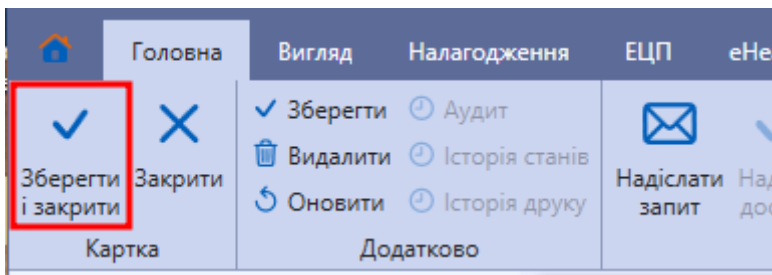 Головна Вигляд Налагодження ЕЦП
Зберегти
і закрити
Закрити
Зберегти
Видалити
Оновити
Аудит
Історія станів
Історія друку
Надіслати
запит
Картка
Додатково